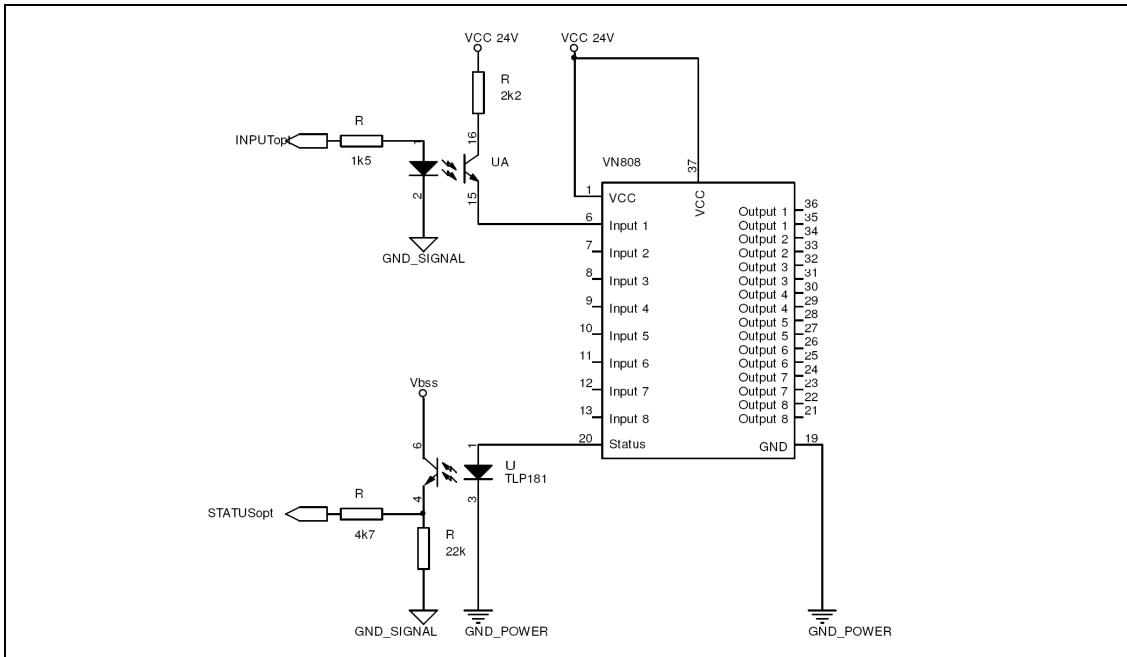 VCC 24V
VCC 24V
R
2k2
INPUTopt
R
1k5
1
2
16
15
UA
GND_SIGNAL
VN808
37
VCC
1
VCC
6
Input 1
7
Input 2
8
Input 3
9
Input 4
10
Input 5
11
Input 6
12
Input 7
13
Input 8
20
Status
Output 1
36
Output 1
35
Output 2
34
Output 2
33
Output 3
32
Output 3
31
Output 4
30
Output 4
29
Output 5
28
Output 5
27
Output 6
26
Output 6
25
Output 7
24
Output 7
23
Output 8
22
Output 8
21
GND
19
Vbss
6
4
1
3
U
TLP181
STATUSopt
R
4k7
R
22k
GND_SIGNAL
GND_POWER
GND_POWER